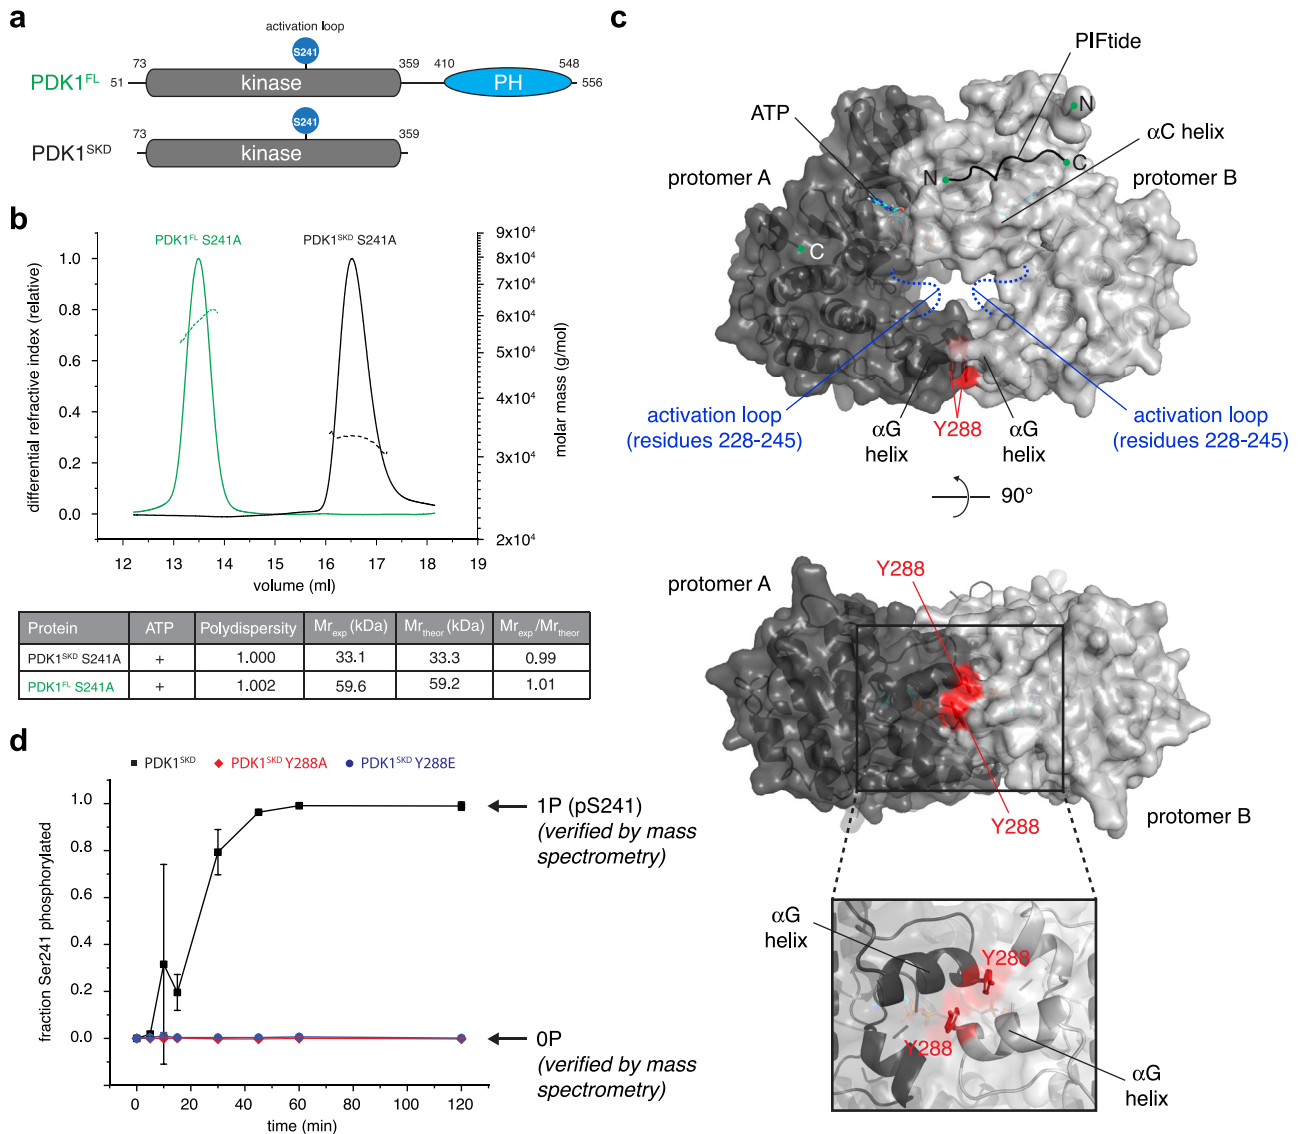 a
activation loop
S241
73
359
410
548
PDK1FL
51
kinase
PH
556
S241
73
359
PDK1SKD
kinase
b
PDK1FL S241A
PDK1SKD S241A
differential refractive index (relative)
1.0
0.8
0.6
0.4
0.2
0.0
9x10⁴
8x10⁴
7x10⁴
6x10⁴
5x10⁴
4x10⁴
3x10⁴
2x10⁴
molar mass (g/mol)
12 13 14 15 16 17 18 19
volume (ml)
Protein ATP Polydispersity Mrexp (kDa) Mrtheor (kDa) Mrexp/Mrtheor
PDK1SKD S241A + 1.000 33.1 33.3 0.99
PDK1FL S241A + 1.002 59.6 59.2 1.01
c
PIFtide
ATP
N
αC helix
protomer A
N
C
protomer B
C
activation loop
(residues 228-245)
αG
helix
Y288
αG
helix
activation loop
(residues 228-245)
90°
Y288
protomer A
Y288
protomer B
αG
helix
Y288
Y288
αG
helix
d
PDK1SKD
PDK1SKD Y288A
PDK1SKD Y288E
fraction Ser241 phosphorylated
1.0
0.8
0.6
0.4
0.2
0.0
1P (pS241)
(verified by mass
spectrometry)
0P
(verified by mass
spectrometry)
0 20 40 60 80 100 120
time (min)